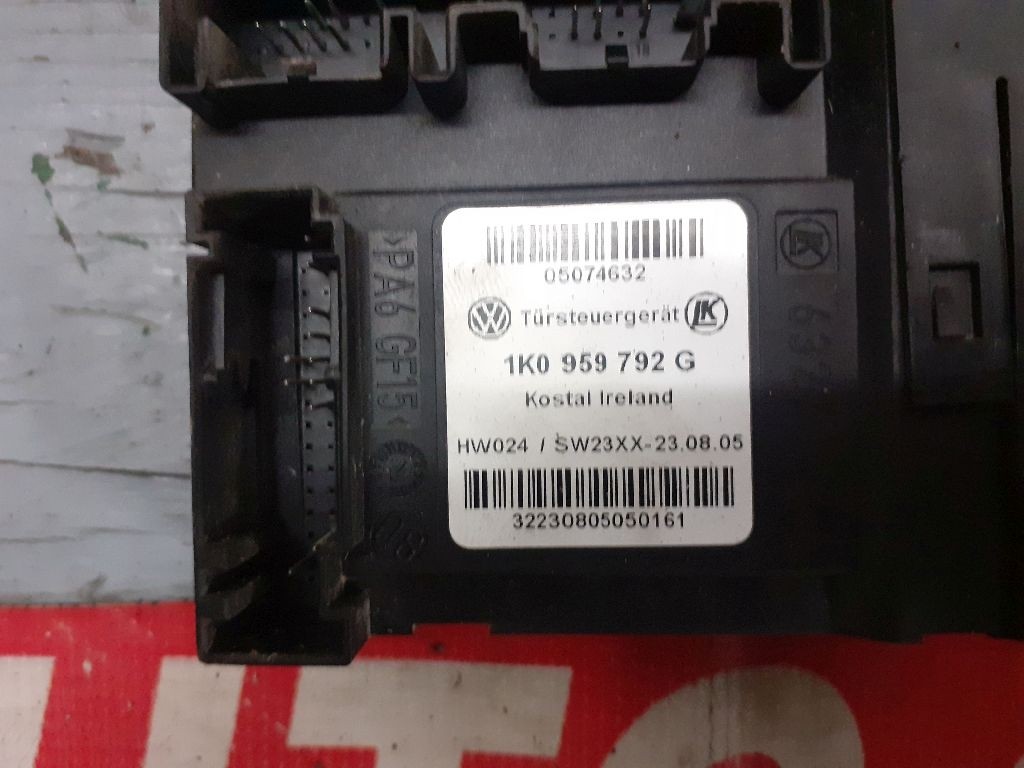 05074632
Türsteuergerät
1K0 959 792 G
Kostal Ireland
HW024 / SW23XX-23.08.05
32230805050161
>PA6 GF15<